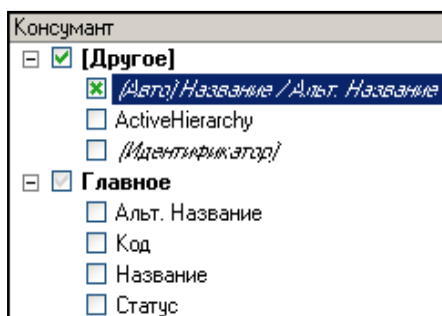 Консумант
[Другое]
[Авто] Название / Альт. Название
ActiveHierarchy
[Идентификатор]
Главное
Альт. Название
Код
Название
Статус